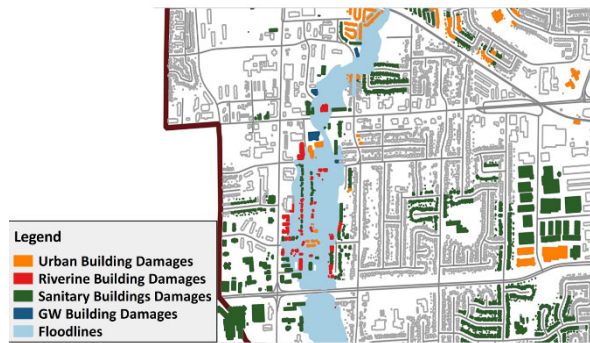 Legend
Urban Building Damages
Riverine Building Damages
Sanitary Buildings Damages
GW Building Damages
Floodlines